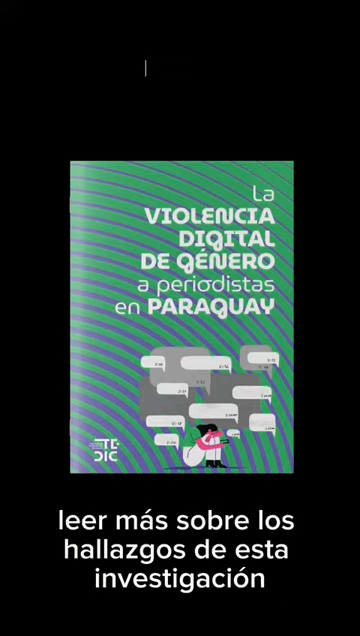 La
VIOLENCIA
DIGITAL
DE GÉNERO
a periodistas
en PARAGUAY
TE
DIC
leer más sobre los
hallazgos de esta
investigación